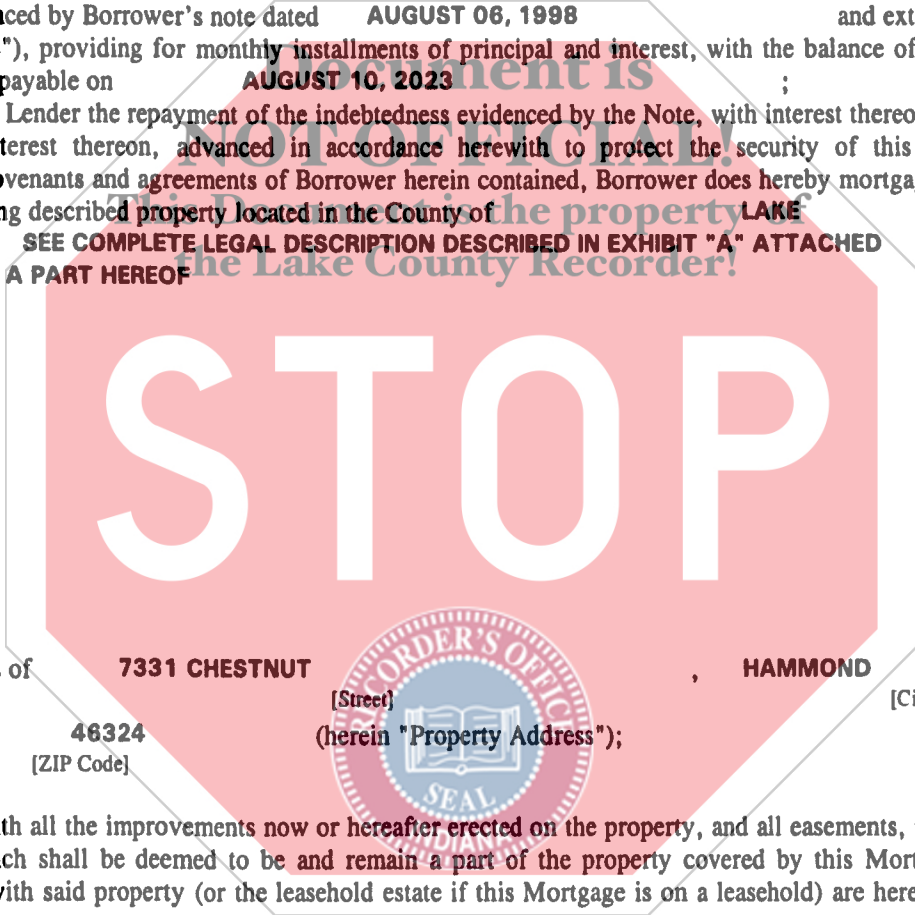 ced by Borrower's note dated AUGUST 06, 1998 and ext
"), providing for monthly installments of principal and interest, with the balance of
payable on AUGUST 10, 2023 ;
Document is
Lender the repayment of the indebtedness evidenced by the Note, with interest thereo
NOT OFFICIAL!
terest thereon, advanced in accordance herewith to protect the security of this
venants and agreements of Borrower herein contained, Borrower does hereby mortga
ng described property located in the County of LAKE
This Document is the property of
SEE COMPLETE LEGAL DESCRIPTION DESCRIBED IN EXHIBIT "A" ATTACHED
the Lake County Recorder!
A PART HEREOF
STOP
of 7331 CHESTNUT , HAMMOND
[Street] [Ci
46324 (herein "Property Address");
[ZIP Code]
RECORDER'S OFFICE
SEAL
INDIANA
th all the improvements now or hereafter erected on the property, and all easements,
ch shall be deemed to be and remain a part of the property covered by this Mort
with said property (or the leasehold estate if this Mortgage is on a leasehold) are here